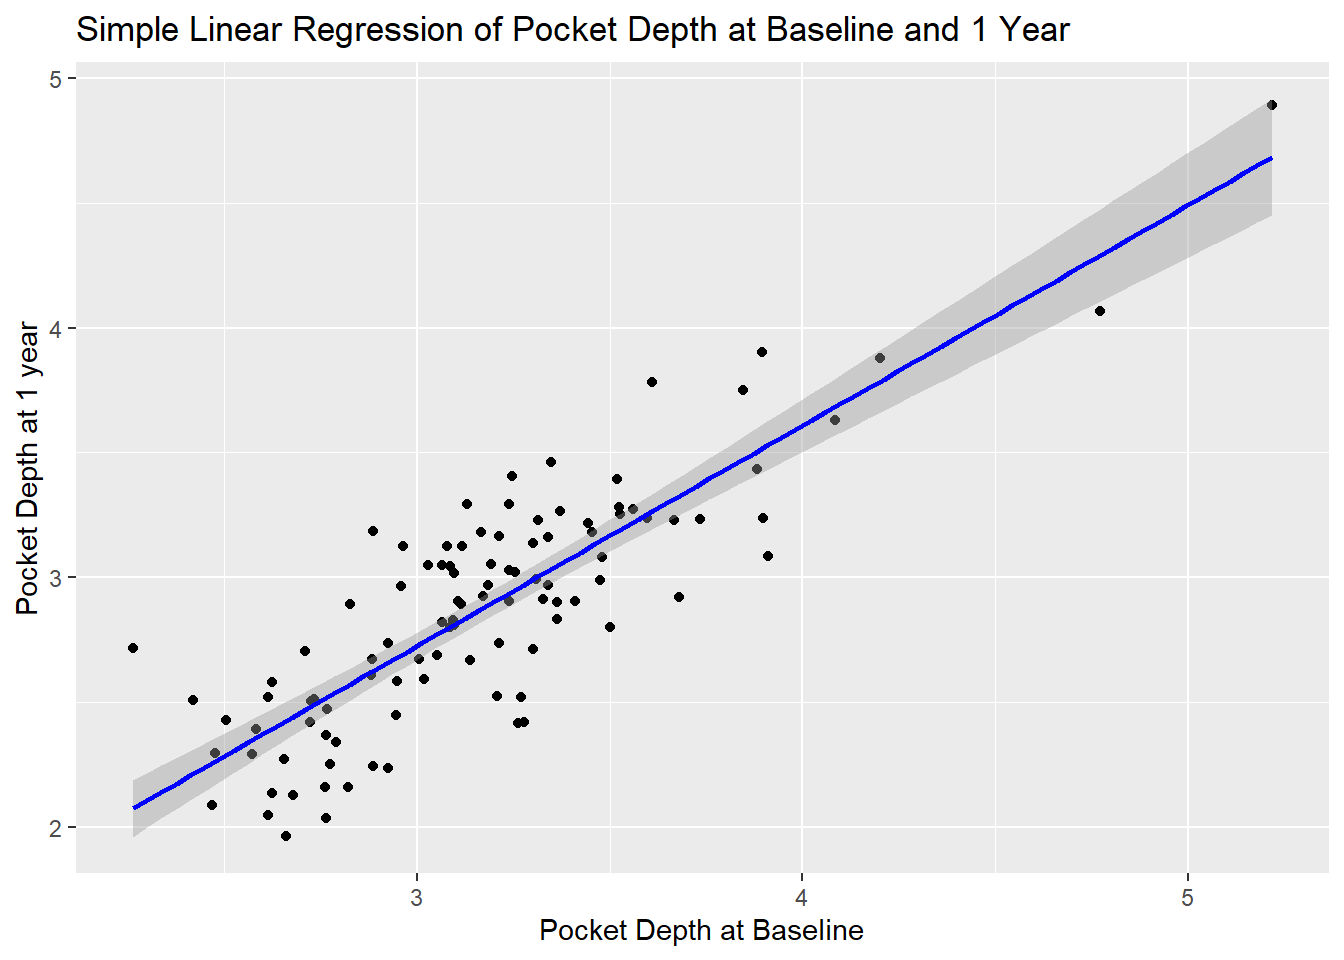 Simple Linear Regression of Pocket Depth at Baseline and 1 Year
Pocket Depth at 1 year
5
4
3
2
3
4
5
Pocket Depth at Baseline